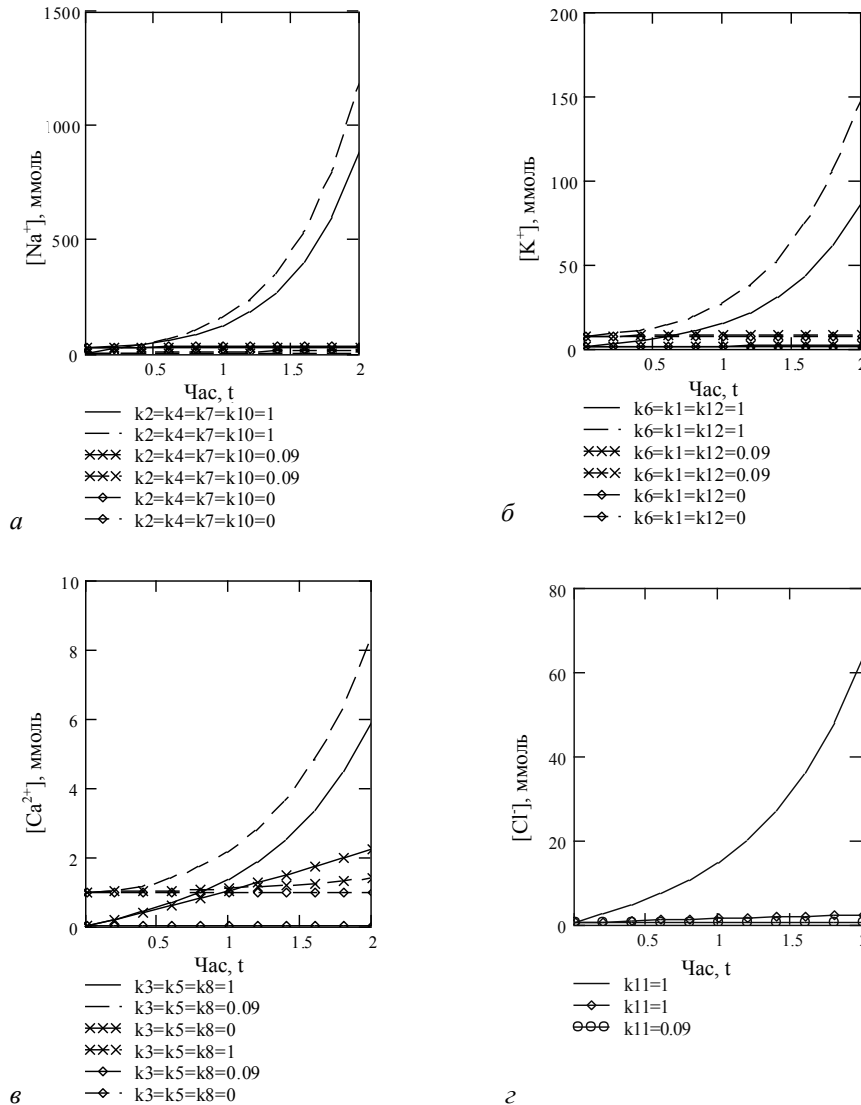 1500
1000
500
0
0.5
1
1.5
2
[Na⁺], ммоль
Час, t
k2=k4=k7=k10=1
k2=k4=k7=k10=1
k2=k4=k7=k10=0.09
k2=k4=k7=k10=0.09
k2=k4=k7=k10=0
k2=k4=k7=k10=0
а
200
150
100
50
0
0.5
1
1.5
2
[K⁺], ммоль
Час, t
k6=k1=k12=1
k6=k1=k12=1
k6=k1=k12=0.09
k6=k1=k12=0.09
k6=k1=k12=0
k6=k1=k12=0
б
10
8
6
4
2
0
0.5
1
1.5
2
[Ca²⁺], ммоль
Час, t
k3=k5=k8=1
k3=k5=k8=0.09
k3=k5=k8=0
k3=k5=k8=1
k3=k5=k8=0.09
k3=k5=k8=0
в
80
60
40
20
0
0.5
1
1.5
2
[Cl⁻], ммоль
Час, t
k11=1
k11=1
k11=0.09
г